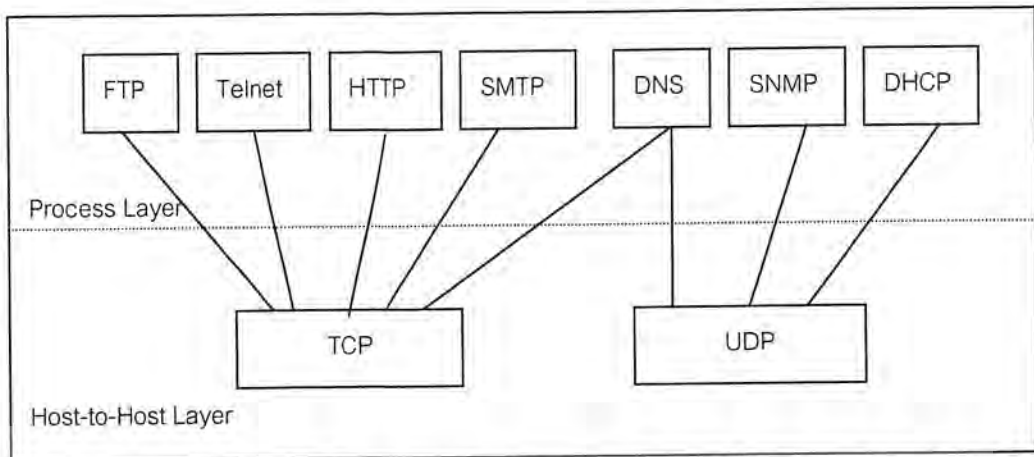 FTP Telnet HTTP SMTP DNS SNMP DHCP
Process Layer
TCP UDP
Host-to-Host Layer